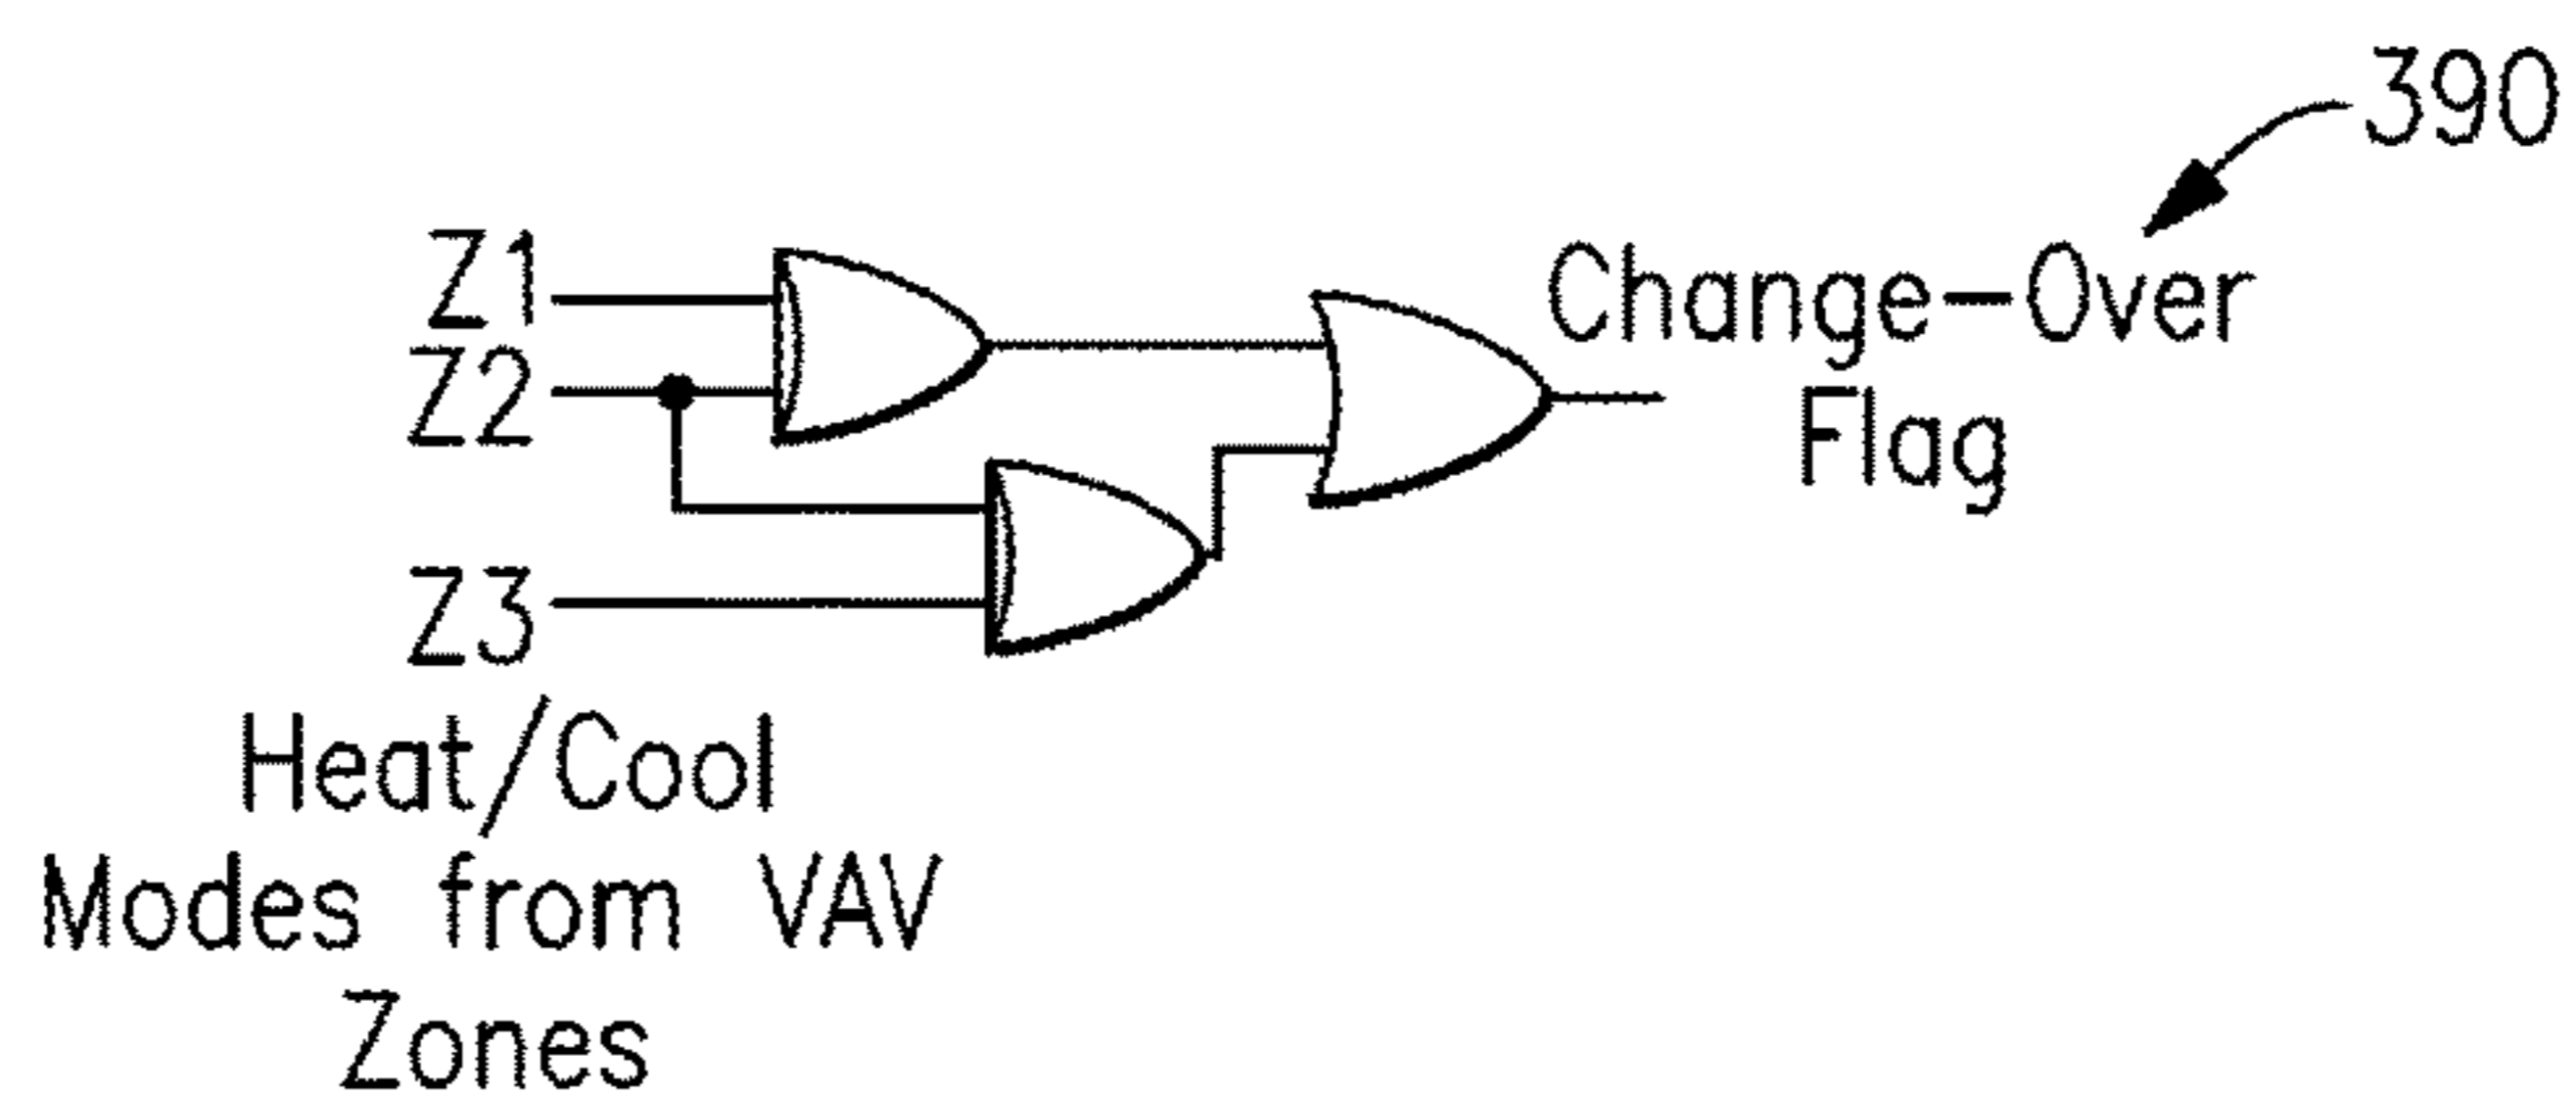 390
Z1
Z2
Z3
Change-Over
Flag
Heat/Cool
Modes from VAV
Zones